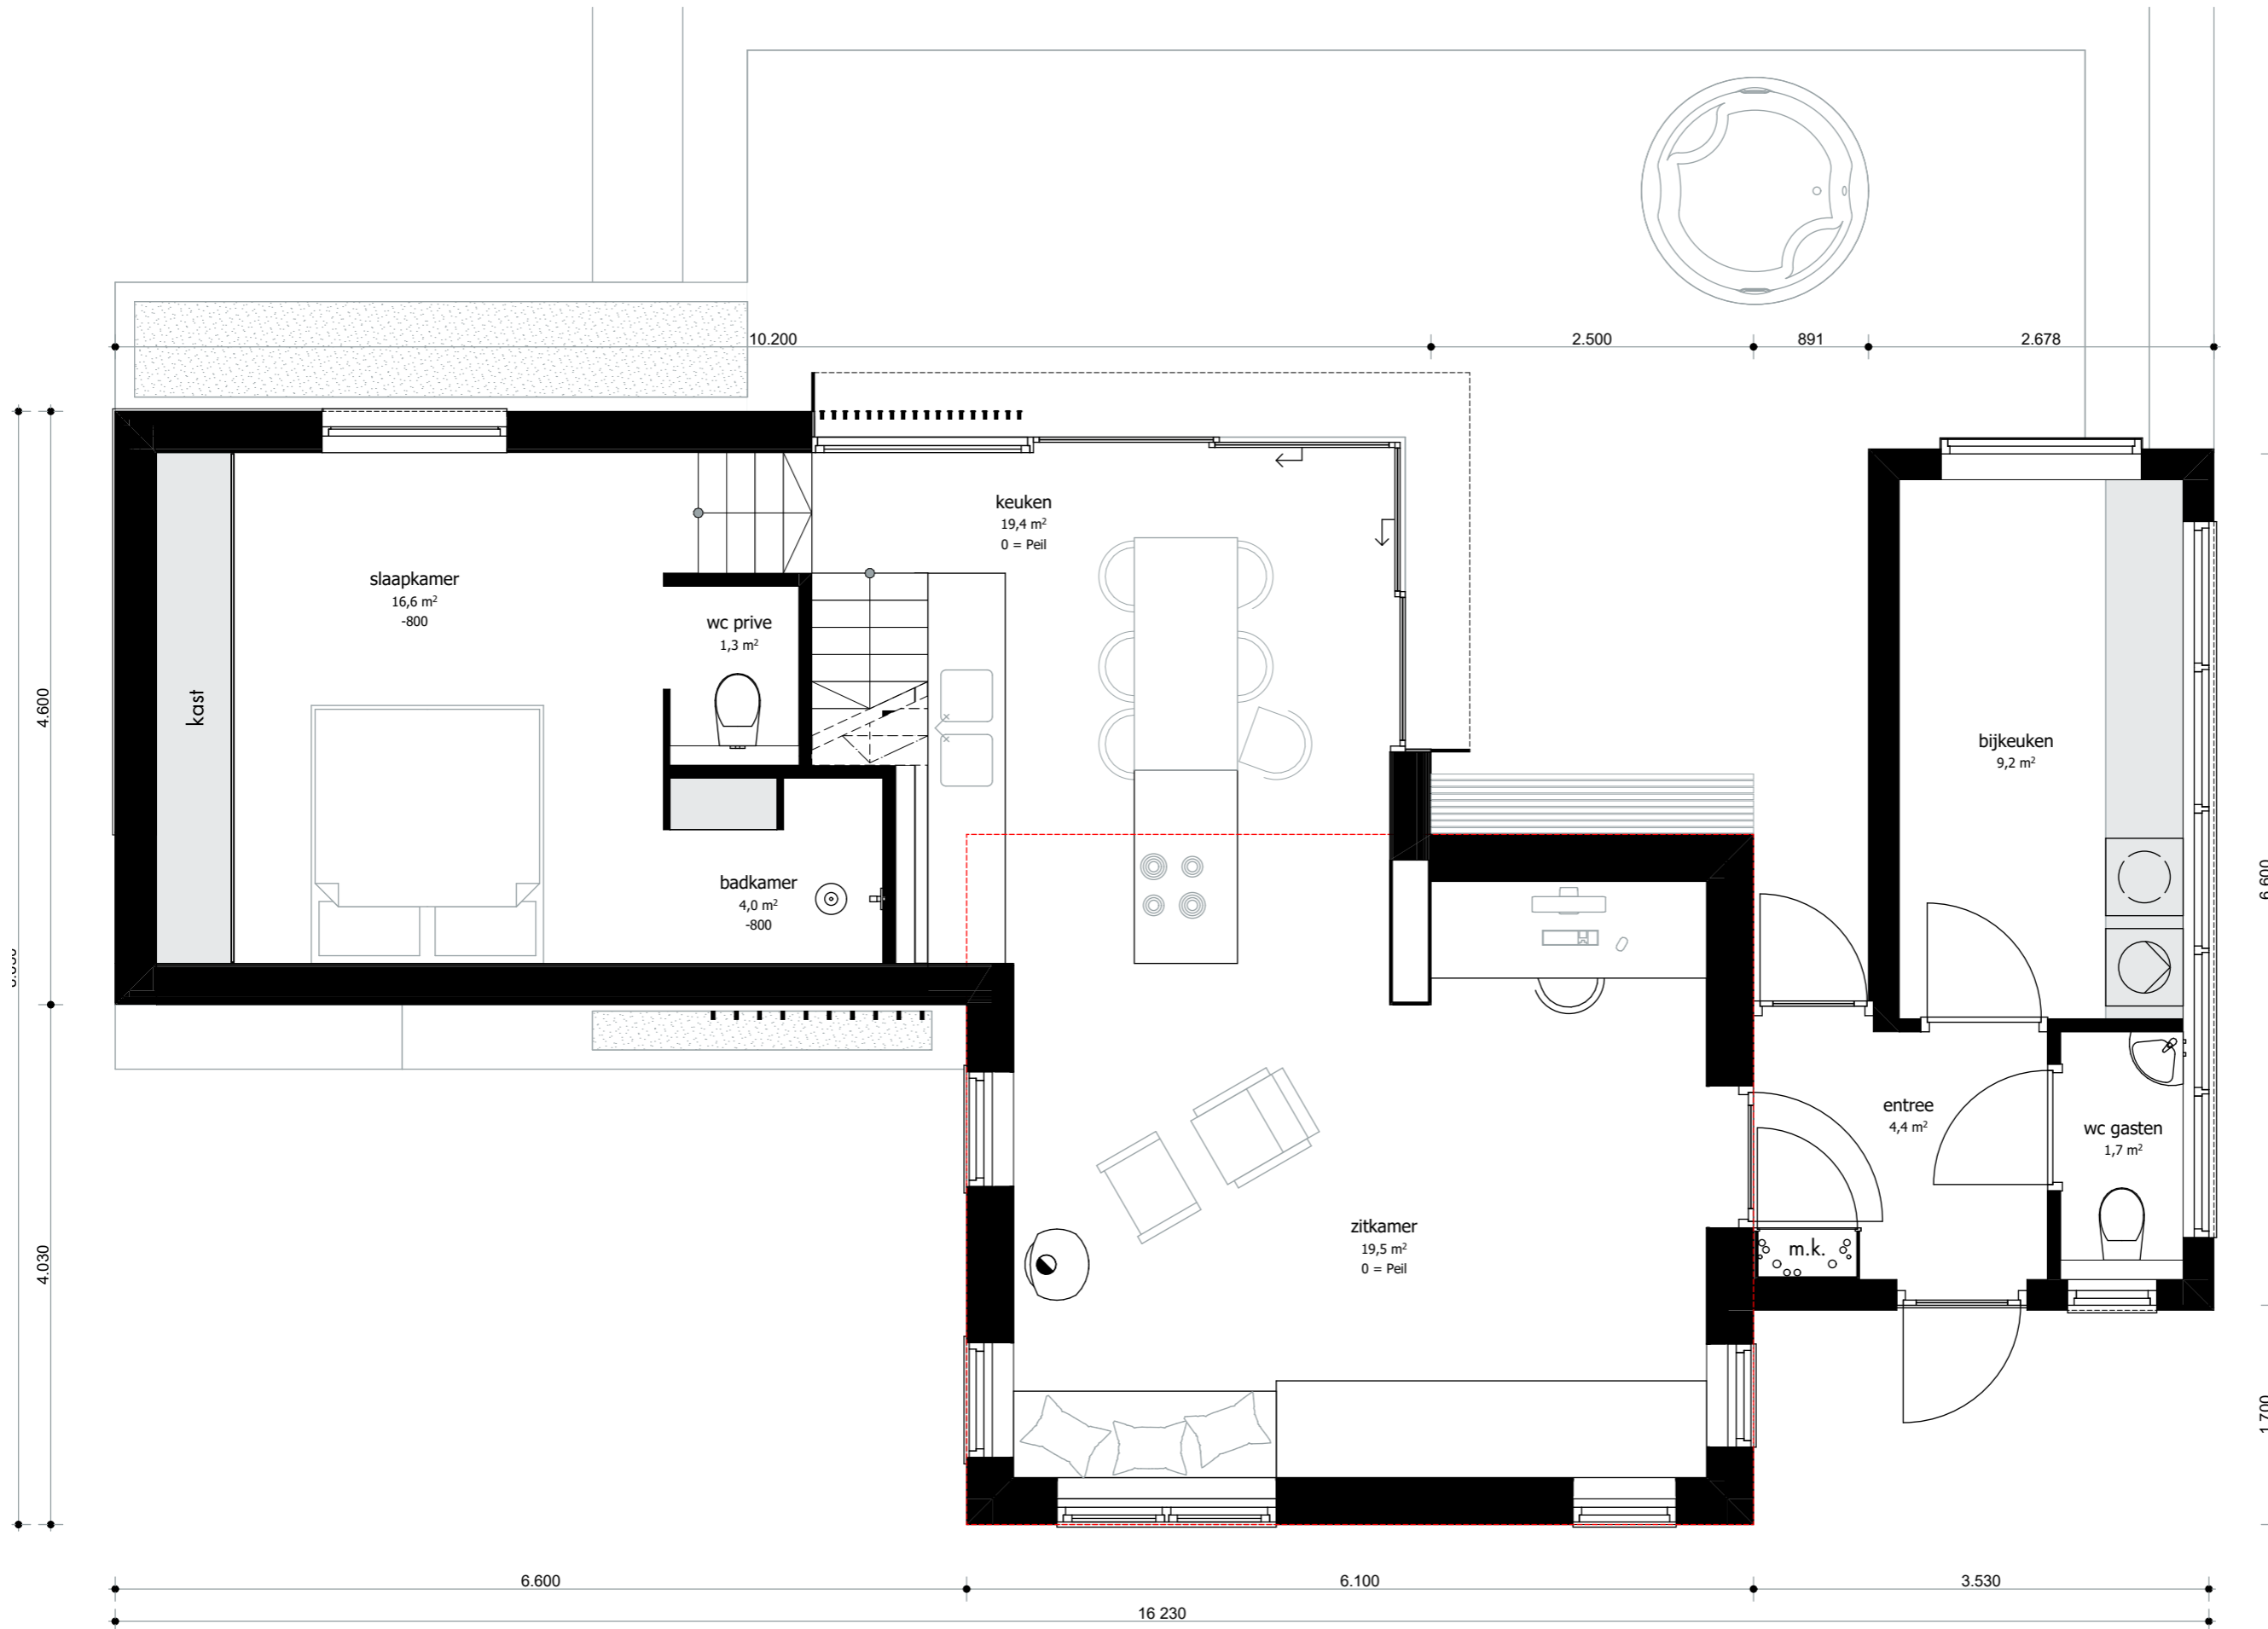 10.200
2.500
891
2.678
keuken
19,4 m²
0 = Peil
slaapkamer
16,6 m²
-800
wc prive
1,3 m²
kast
4.600
bijkeuken
9,2 m²
badkamer
4,0 m²
-800
6.600
entree
4,4 m²
wc gasten
1,7 m²
zitkamer
19,5 m²
0 = Peil
m.k.
4.030
1.700
6.600
6.100
3.530
16 230